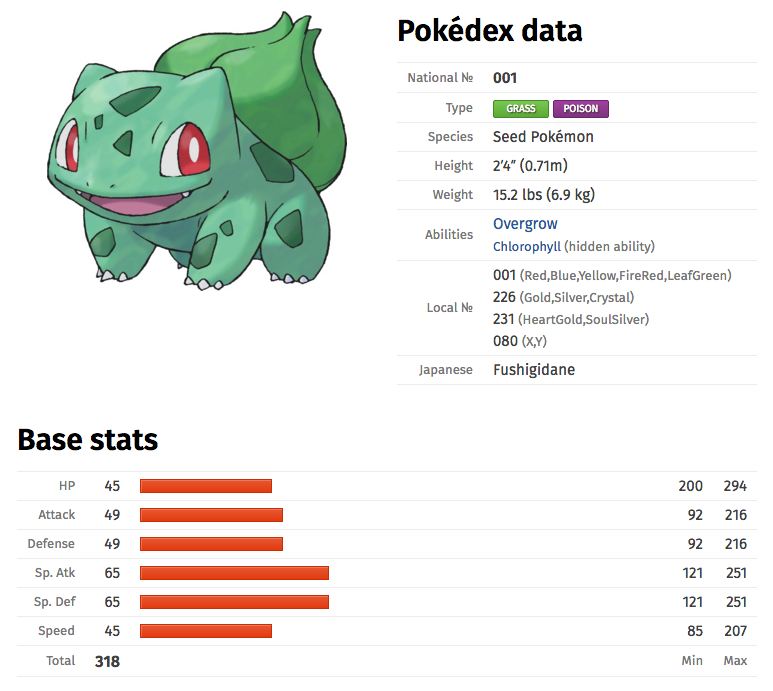 Pokédex data
National № 001
Type GRASS POISON
Species Seed Pokémon
Height 2′4″ (0.71m)
Weight 15.2 lbs (6.9 kg)
Abilities Overgrow
Chlorophyll (hidden ability)
Local № 001 (Red,Blue,Yellow,FireRed,LeafGreen)
226 (Gold,Silver,Crystal)
231 (HeartGold,SoulSilver)
080 (X,Y)
Japanese Fushigidane
Base stats
HP 45 200 294
Attack 49 92 216
Defense 49 92 216
Sp. Atk 65 121 251
Sp. Def 65 121 251
Speed 45 85 207
Total 318 Min Max